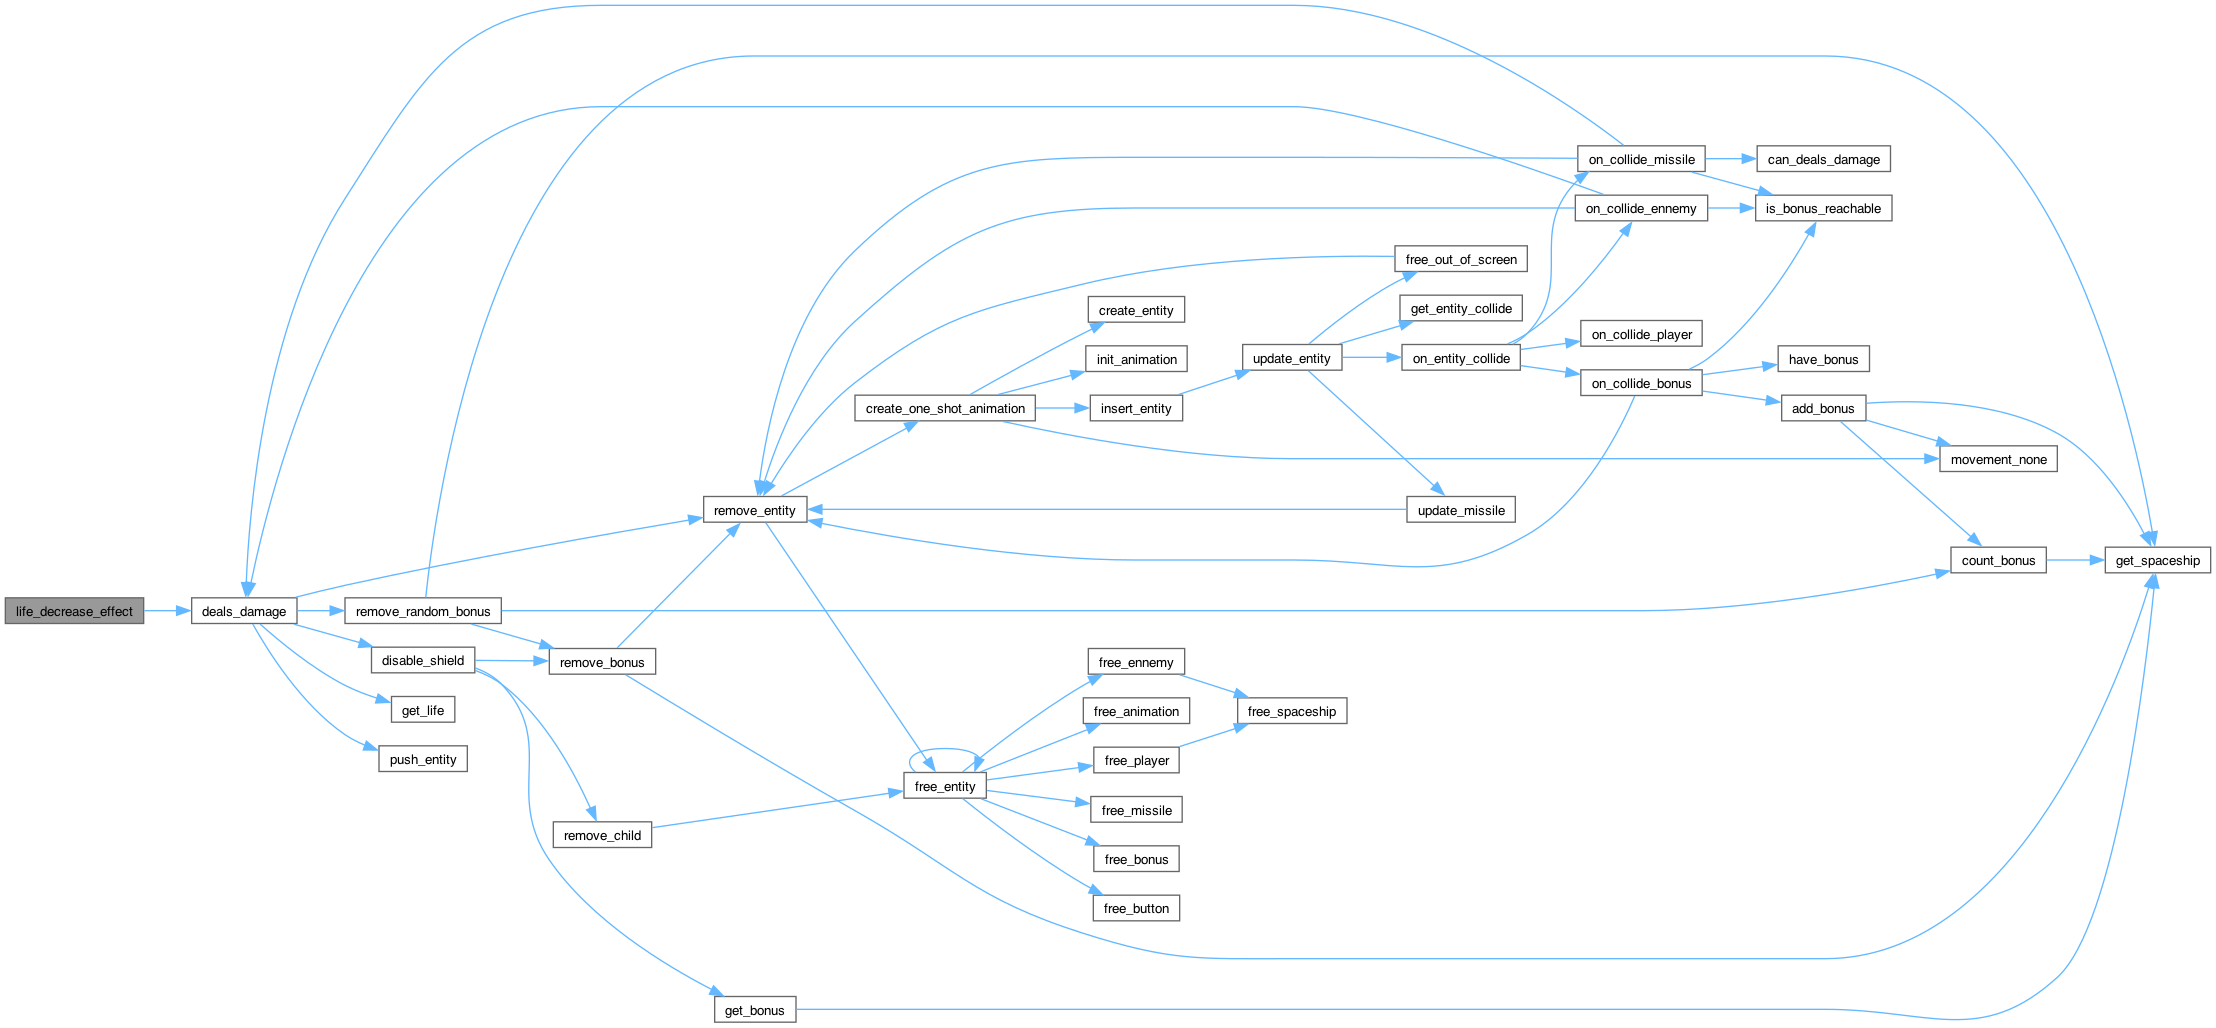 life_decrease_effect
deals_damage
remove_random_bonus
disable_shield
get_life
push_entity
remove_bonus
remove_child
remove_entity
get_bonus
create_one_shot_animation
free_entity
create_entity
init_animation
insert_entity
free_ennemy
free_animation
free_player
free_missile
free_bonus
free_button
update_entity
free_spaceship
free_out_of_screen
get_entity_collide
on_entity_collide
update_missile
on_collide_missile
on_collide_ennemy
on_collide_player
on_collide_bonus
can_deals_damage
is_bonus_reachable
have_bonus
add_bonus
movement_none
count_bonus
get_spaceship